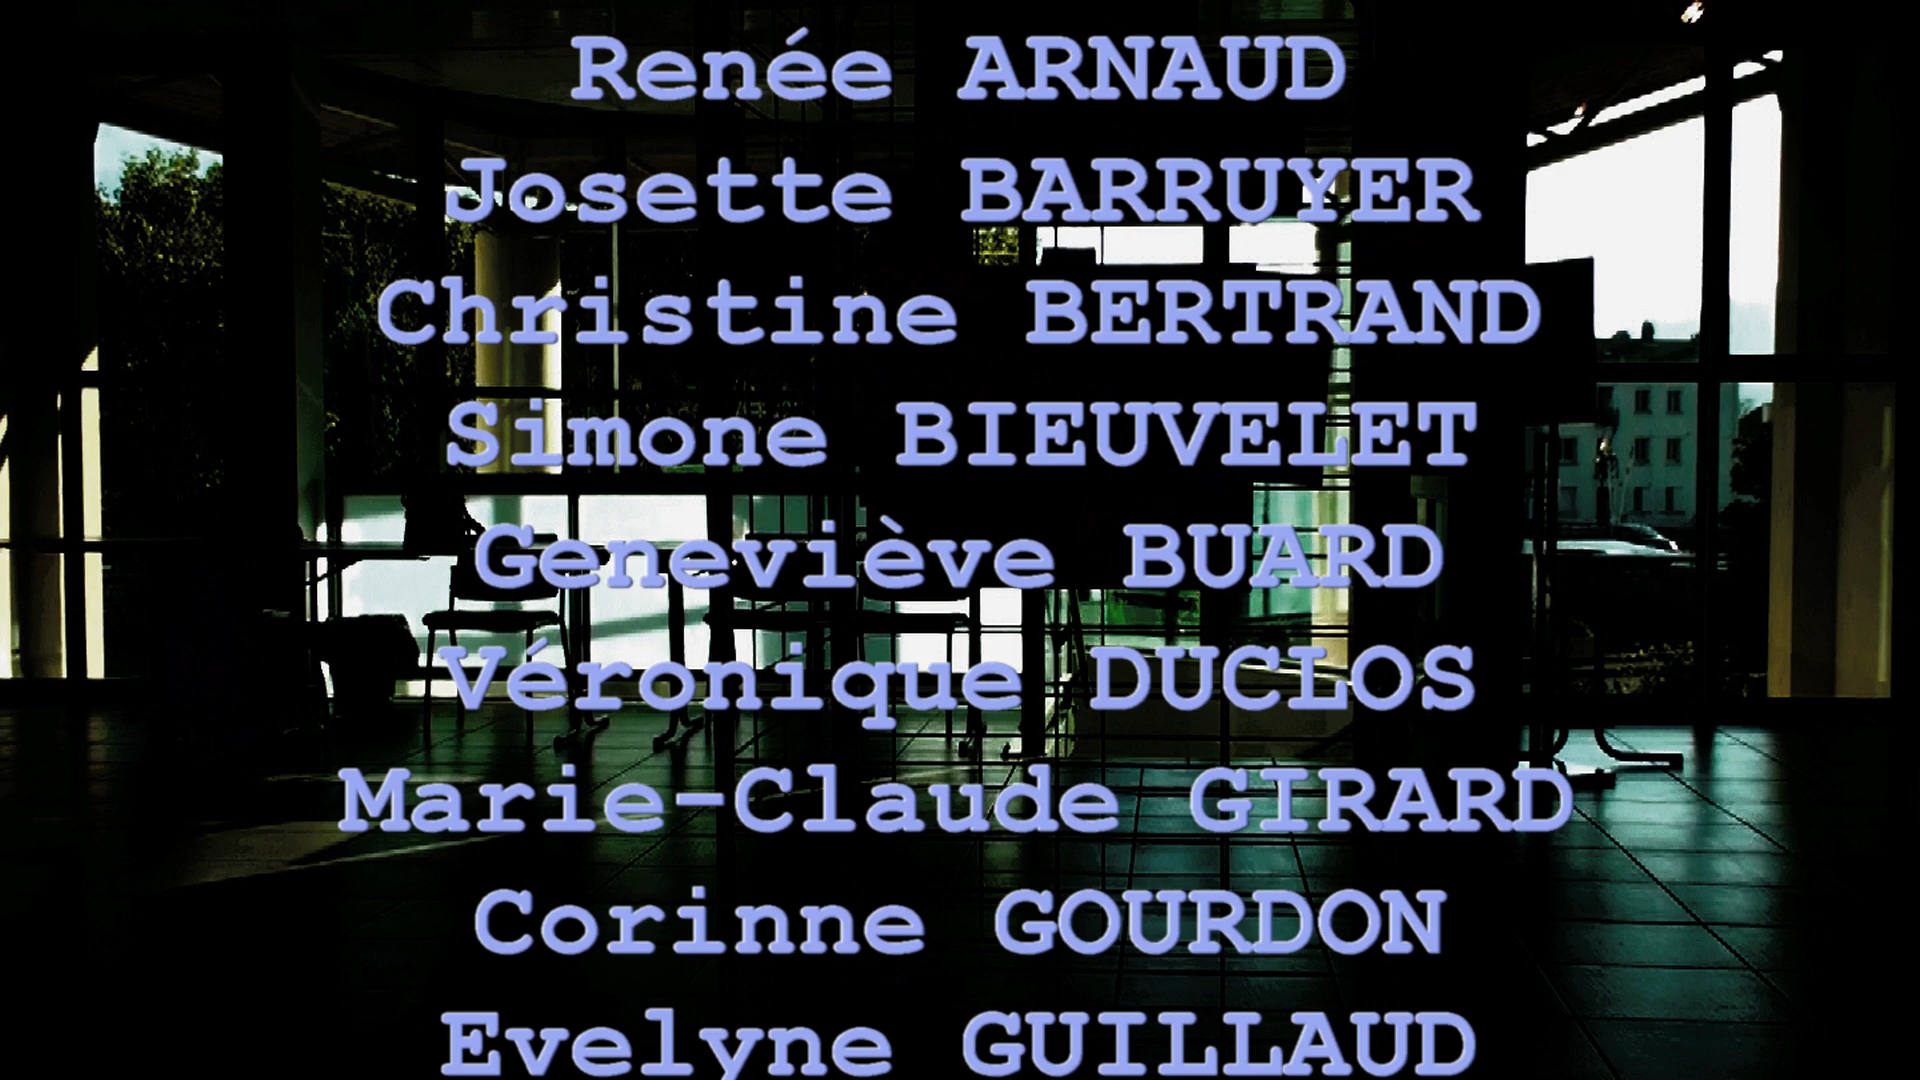 Renée ARNAUD
Josette BARRUYER
Christine BERTRAND
Simone BIEUVELET
Geneviève BUARD
Véronique DUCLOS
Marie-Claude GIRARD
Corinne GOURDON
Evelyne GUILLAUD